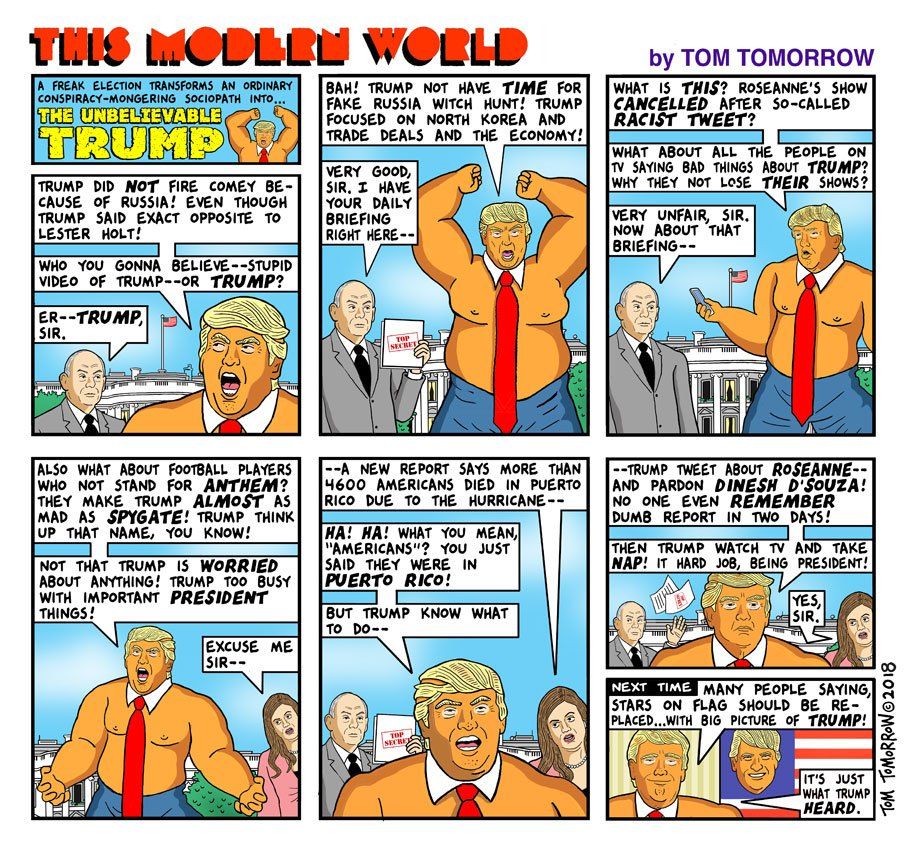 THIS MODERN WORLD
by TOM TOMORROW
A FREAK ELECTION TRANSFORMS AN ORDINARY
CONSPIRACY-MONGERING SOCIOPATH INTO...
THE UNBELIEVABLE
TRUMP
TRUMP DID NOT FIRE COMEY BE-
CAUSE OF RUSSIA! EVEN THOUGH
TRUMP SAID EXACT OPPOSITE TO
LESTER HOLT!
WHO YOU GONNA BELIEVE--STUPID
VIDEO OF TRUMP--OR TRUMP?
ER--TRUMP,
SIR.
BAH! TRUMP NOT HAVE TIME FOR
FAKE RUSSIA WITCH HUNT! TRUMP
FOCUSED ON NORTH KOREA AND
TRADE DEALS AND THE ECONOMY!
VERY GOOD,
SIR. I HAVE
YOUR DAILY
BRIEFING
RIGHT HERE--
TOP
SECRET
WHAT IS THIS? ROSEANNE'S SHOW
CANCELLED AFTER SO-CALLED
RACIST TWEET?
WHAT ABOUT ALL THE PEOPLE ON
TV SAYING BAD THINGS ABOUT TRUMP?
WHY THEY NOT LOSE THEIR SHOWS?
VERY UNFAIR, SIR.
NOW ABOUT THAT
BRIEFING--
ALSO WHAT ABOUT FOOTBALL PLAYERS
WHO NOT STAND FOR ANTHEM?
THEY MAKE TRUMP ALMOST AS
MAD AS SPYGATE! TRUMP THINK
UP THAT NAME, YOU KNOW!
NOT THAT TRUMP IS WORRIED
ABOUT ANYTHING! TRUMP TOO BUSY
WITH IMPORTANT PRESIDENT
THINGS!
EXCUSE ME
SIR--
--A NEW REPORT SAYS MORE THAN
4600 AMERICANS DIED IN PUERTO
RICO DUE TO THE HURRICANE--
HA! HA! WHAT YOU MEAN,
"AMERICANS"? YOU JUST
SAID THEY WERE IN
PUERTO RICO!
BUT TRUMP KNOW WHAT
TO DO--
TOP
SECRET
--TRUMP TWEET ABOUT ROSEANNE--
AND PARDON DINESH D'SOUZA!
NO ONE EVEN REMEMBER
DUMB REPORT IN TWO DAYS!
THEN TRUMP WATCH TV AND TAKE
NAP! IT HARD JOB, BEING PRESIDENT!
YES,
SIR.
NEXT TIME MANY PEOPLE SAYING,
STARS ON FLAG SHOULD BE RE-
PLACED...WITH BIG PICTURE OF TRUMP!
IT'S JUST
WHAT TRUMP
HEARD.
TOM TOMORROW©2018